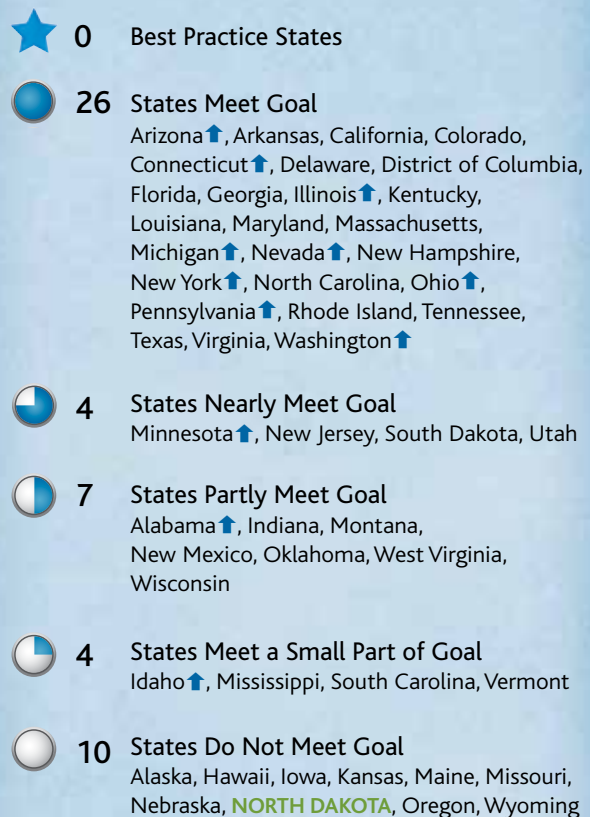 0 Best Practice States
26 States Meet Goal
Arizona⬆, Arkansas, California, Colorado,
Connecticut⬆, Delaware, District of Columbia,
Florida, Georgia, Illinois⬆, Kentucky,
Louisiana, Maryland, Massachusetts,
Michigan⬆, Nevada⬆, New Hampshire,
New York⬆, North Carolina, Ohio⬆,
Pennsylvania⬆, Rhode Island, Tennessee,
Texas, Virginia, Washington⬆
4 States Nearly Meet Goal
Minnesota⬆, New Jersey, South Dakota, Utah
7 States Partly Meet Goal
Alabama⬆, Indiana, Montana,
New Mexico, Oklahoma, West Virginia,
Wisconsin
4 States Meet a Small Part of Goal
Idaho⬆, Mississippi, South Carolina, Vermont
10 States Do Not Meet Goal
Alaska, Hawaii, Iowa, Kansas, Maine, Missouri,
Nebraska, NORTH DAKOTA, Oregon, Wyoming